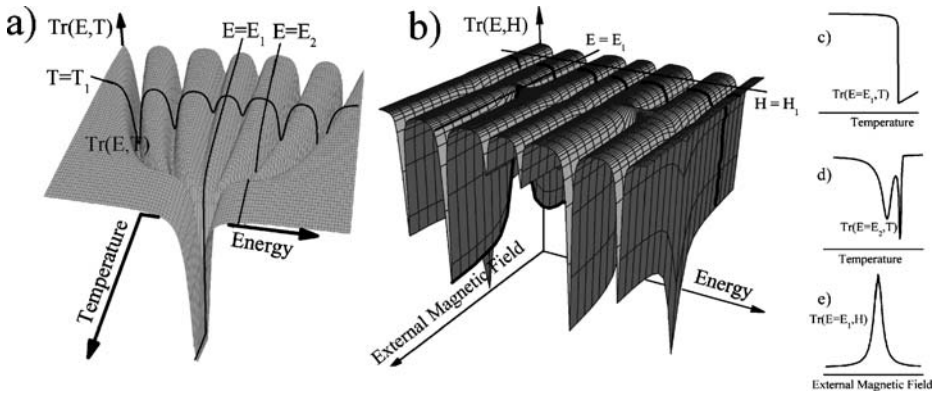 a)
Tr(E,T)
E=E1
E=E2
T=T1
Tr(E,T)
Temperature
Energy
b)
Tr(E,H)
E = E1
H = H1
External Magnetic Field
Energy
c)
Tr(E=E1,T)
Temperature
d)
Tr(E=E2,T)
Temperature
e)
Tr(E=E1,H)
External Magnetic Field